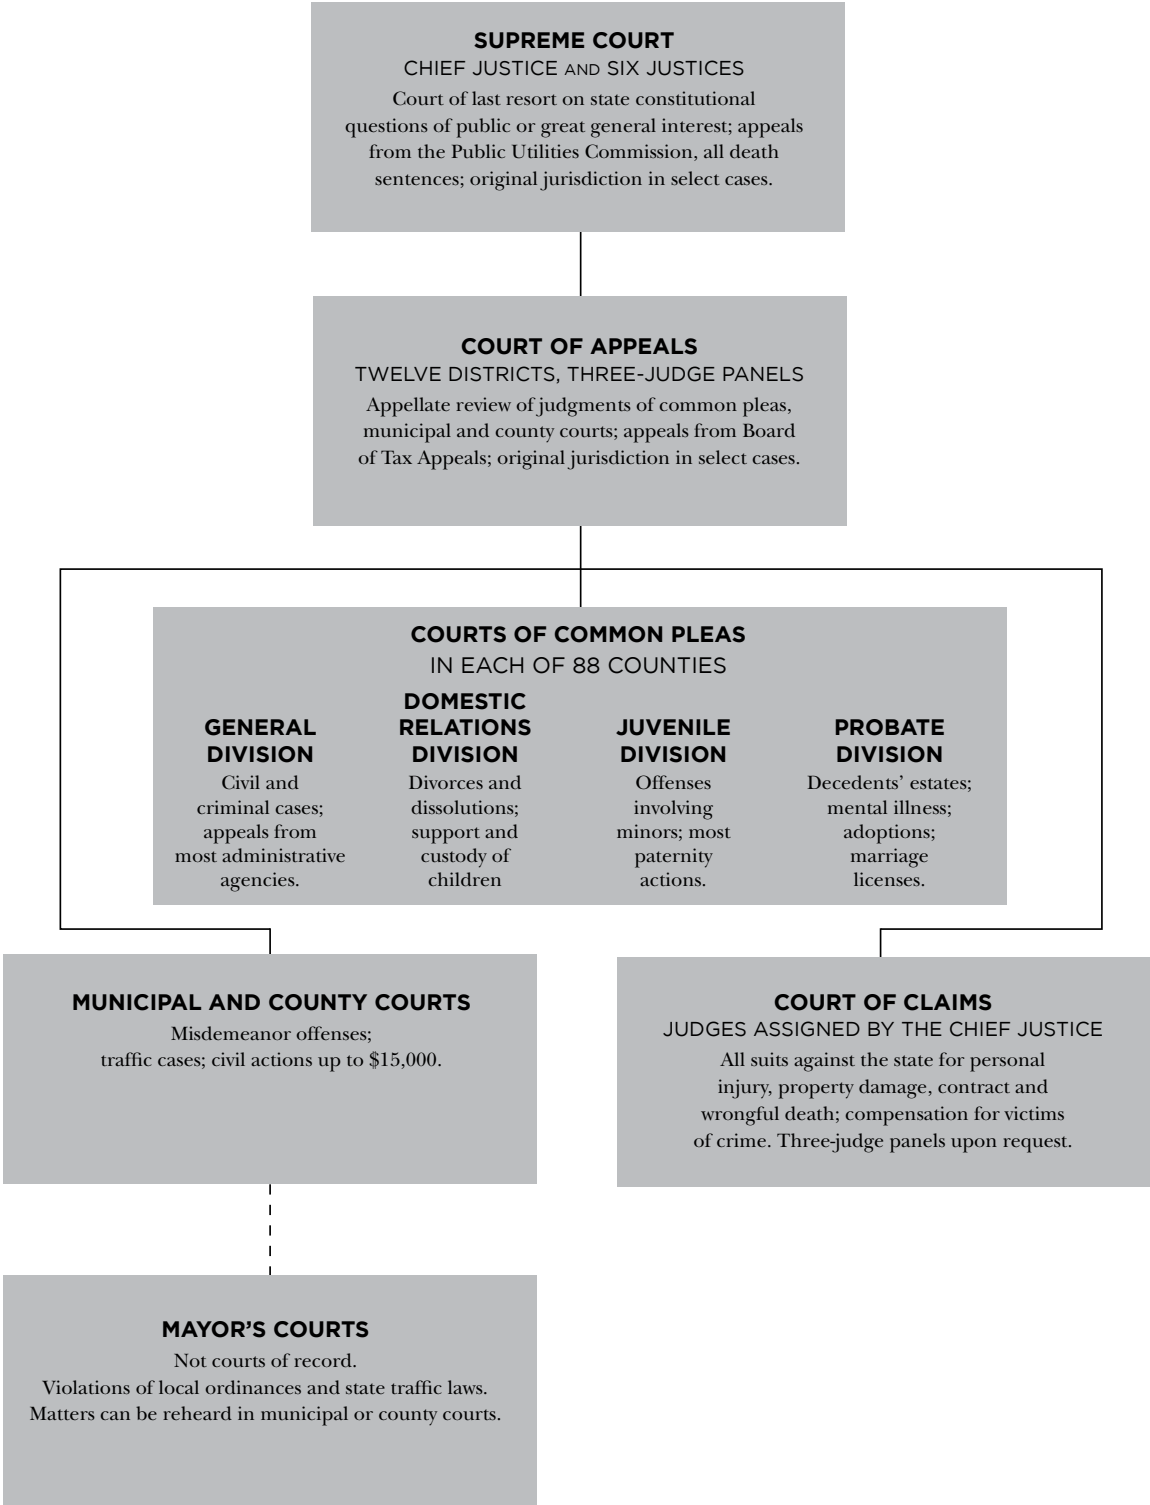 SUPREME COURT
CHIEF JUSTICE AND SIX JUSTICES
Court of last resort on state constitutional
questions of public or great general interest; appeals
from the Public Utilities Commission, all death
sentences; original jurisdiction in select cases.
COURT OF APPEALS
TWELVE DISTRICTS, THREE-JUDGE PANELS
Appellate review of judgments of common pleas,
municipal and county courts; appeals from Board
of Tax Appeals; original jurisdiction in select cases.
COURTS OF COMMON PLEAS
IN EACH OF 88 COUNTIES
GENERAL
DIVISION
Civil and
criminal cases;
appeals from
most administrative
agencies.
DOMESTIC
RELATIONS
DIVISION
Divorces and
dissolutions;
support and
custody of
children
JUVENILE
DIVISION
Offenses
involving
minors; most
paternity
actions.
PROBATE
DIVISION
Decedents’ estates;
mental illness;
adoptions;
marriage
licenses.
MUNICIPAL AND COUNTY COURTS
Misdemeanor offenses;
traffic cases; civil actions up to $15,000.
COURT OF CLAIMS
JUDGES ASSIGNED BY THE CHIEF JUSTICE
All suits against the state for personal
injury, property damage, contract and
wrongful death; compensation for victims
of crime. Three-judge panels upon request.
MAYOR’S COURTS
Not courts of record.
Violations of local ordinances and state traffic laws.
Matters can be reheard in municipal or county courts.